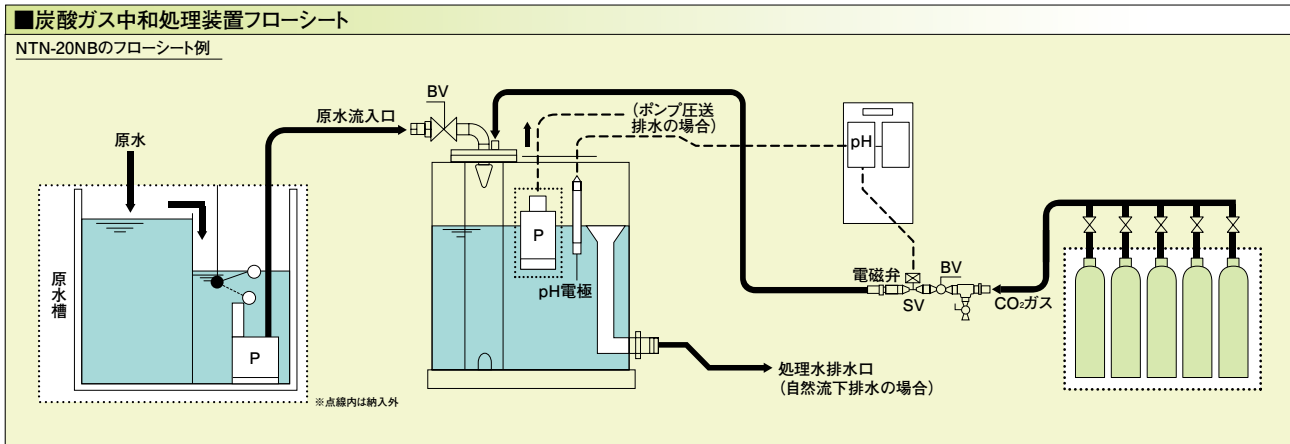 ■炭酸ガス中和処理装置フローシート
NTN-20NBのフローシート例
原水
原水流入口
BV
(ポンプ圧送
排水の場合)
pH
P
pH電極
電磁弁
SV
BV
CO₂ガス
原水槽
P
処理水排水口
(自然流下排水の場合)
※点線内は納入外